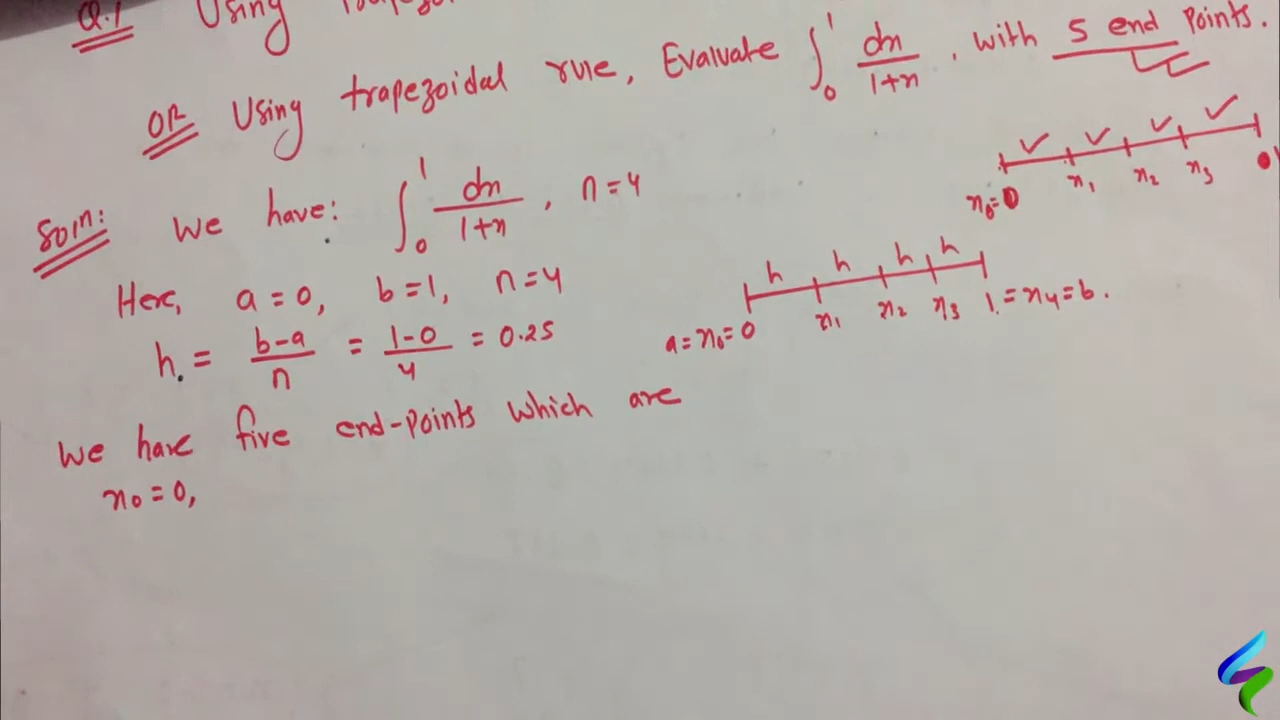 Q.1 Using
OR Using trapezoidal rule, Evaluate ∫₀¹ dx/(1+x), with 5 end points.
x₀=0 x₁ x₂ x₃ 1
Soln: We have: ∫₀¹ dx/(1+x), n=4
Here, a=0, b=1, n=4
h h h h
a=x₀=0 x₁ x₂ x₃ 1=x₄=b.
h = (b-a)/n = (1-0)/4 = 0.25
We have five end-points which are
x₀=0,